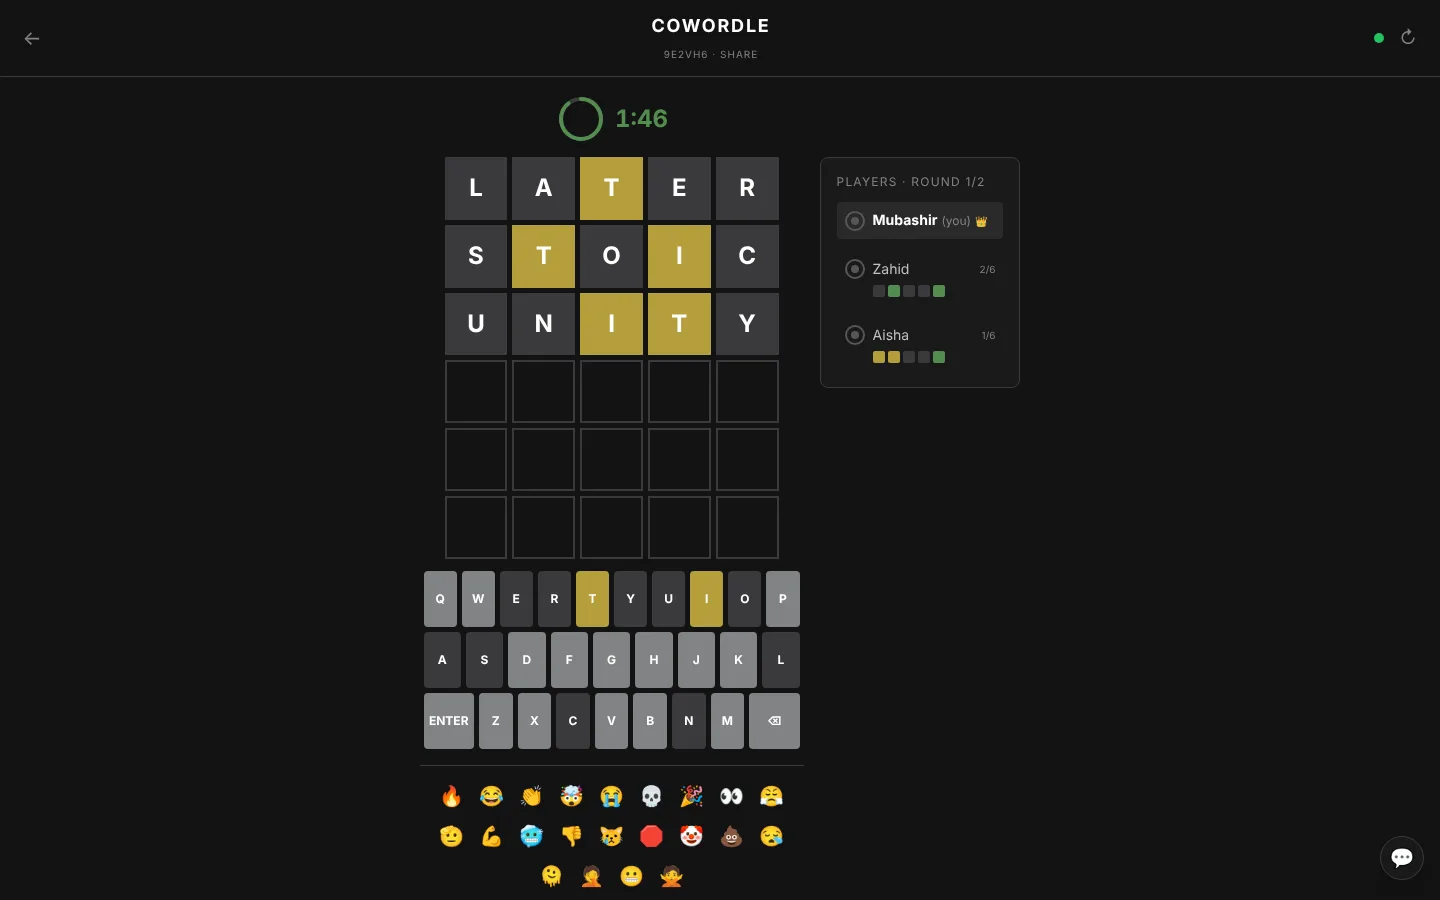 COWORDLE
9E2VH6 · SHARE
1:46
L A T E R
S T O I C
U N I T Y
PLAYERS · ROUND 1/2
Mubashir (you)
Zahid 2/6
Aisha 1/6
Q W E R T Y U I O P
A S D F G H J K L
ENTER Z X C V B N M